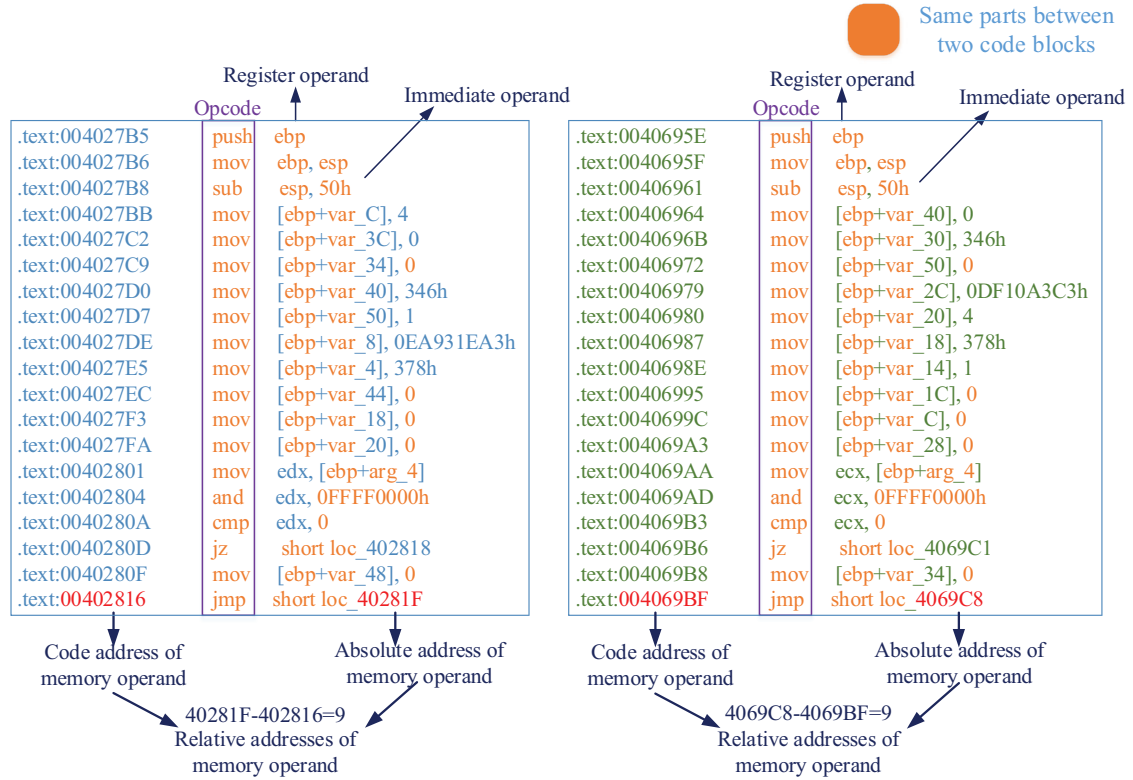 Same parts between
two code blocks
Register operand
Immediate operand
Opcode
.text:004027B5 push ebp
.text:004027B6 mov ebp, esp
.text:004027B8 sub esp, 50h
.text:004027BB mov [ebp+var_C], 4
.text:004027C2 mov [ebp+var_3C], 0
.text:004027C9 mov [ebp+var_34], 0
.text:004027D0 mov [ebp+var_40], 346h
.text:004027D7 mov [ebp+var_50], 1
.text:004027DE mov [ebp+var_8], 0EA931EA3h
.text:004027E5 mov [ebp+var_4], 378h
.text:004027EC mov [ebp+var_44], 0
.text:004027F3 mov [ebp+var_18], 0
.text:004027FA mov [ebp+var_20], 0
.text:00402801 mov edx, [ebp+arg_4]
.text:00402804 and edx, 0FFFF0000h
.text:0040280A cmp edx, 0
.text:0040280D jz short loc_402818
.text:0040280F mov [ebp+var_48], 0
.text:00402816 jmp short loc_40281F
Code address of
memory operand
Absolute address of
memory operand
40281F-402816=9
Relative addresses of
memory operand
Register operand
Immediate operand
Opcode
.text:0040695E push ebp
.text:0040695F mov ebp, esp
.text:00406961 sub esp, 50h
.text:00406964 mov [ebp+var_40], 0
.text:0040696B mov [ebp+var_30], 346h
.text:00406972 mov [ebp+var_50], 0
.text:00406979 mov [ebp+var_2C], 0DF10A3C3h
.text:00406980 mov [ebp+var_20], 4
.text:00406987 mov [ebp+var_18], 378h
.text:0040698E mov [ebp+var_14], 1
.text:00406995 mov [ebp+var_1C], 0
.text:0040699C mov [ebp+var_C], 0
.text:004069A3 mov [ebp+var_28], 0
.text:004069AA mov ecx, [ebp+arg_4]
.text:004069AD and ecx, 0FFFF0000h
.text:004069B3 cmp ecx, 0
.text:004069B6 jz short loc_4069C1
.text:004069B8 mov [ebp+var_34], 0
.text:004069BF jmp short loc_4069C8
Code address of
memory operand
Absolute address of
memory operand
4069C8-4069BF=9
Relative addresses of
memory operand